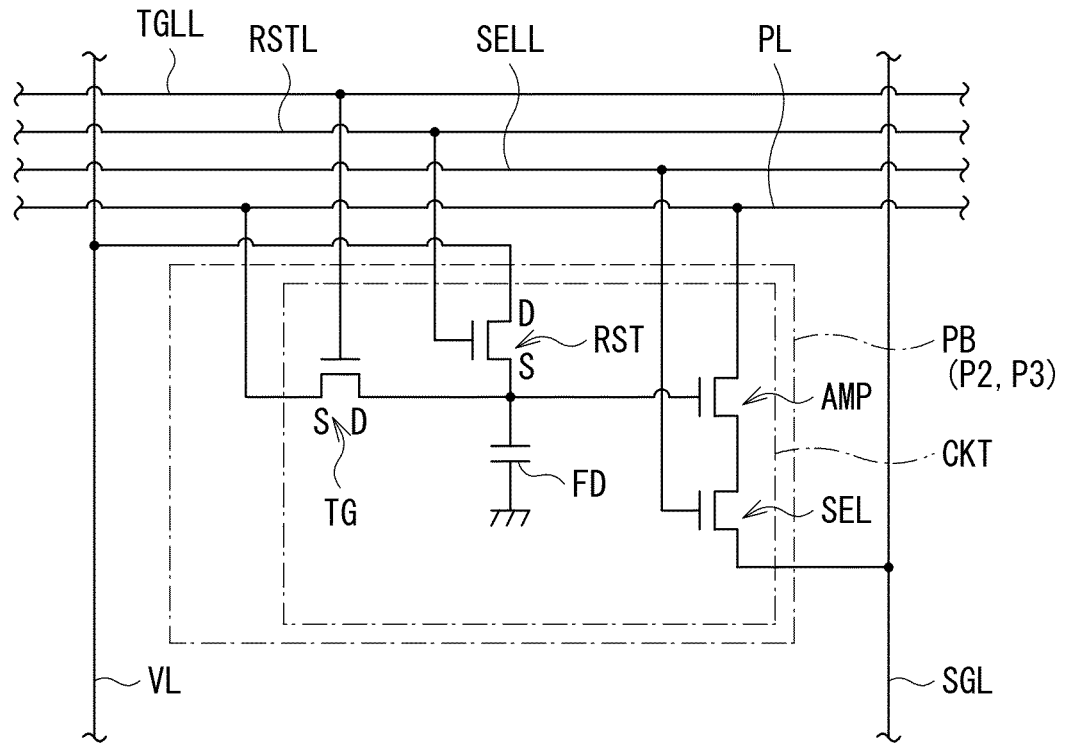 TGLL
RSTL
SELL
PL
D
RST
S
PB
(P2, P3)
AMP
S D
CKT
FD
TG
SEL
VL
SGL